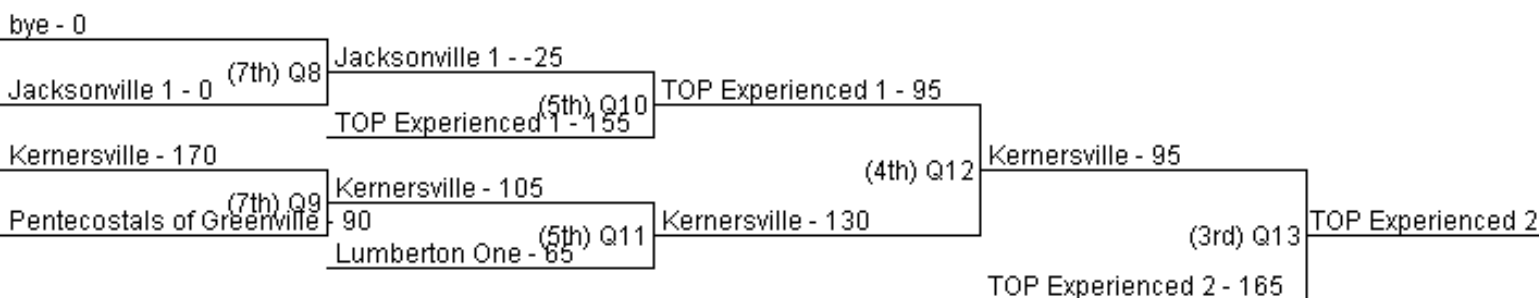 bye - 0
Jacksonville 1 - 0
(7th) Q8
Jacksonville 1 - -25
TOP Experienced 1 - 155
(5th) Q10
TOP Experienced 1 - 95
Kernersville - 170
Pentecostals of Greenville - 90
(7th) Q9
Kernersville - 105
Lumberton One - 65
(5th) Q11
Kernersville - 130
(4th) Q12
Kernersville - 95
TOP Experienced 2 - 165
(3rd) Q13
TOP Experienced 2